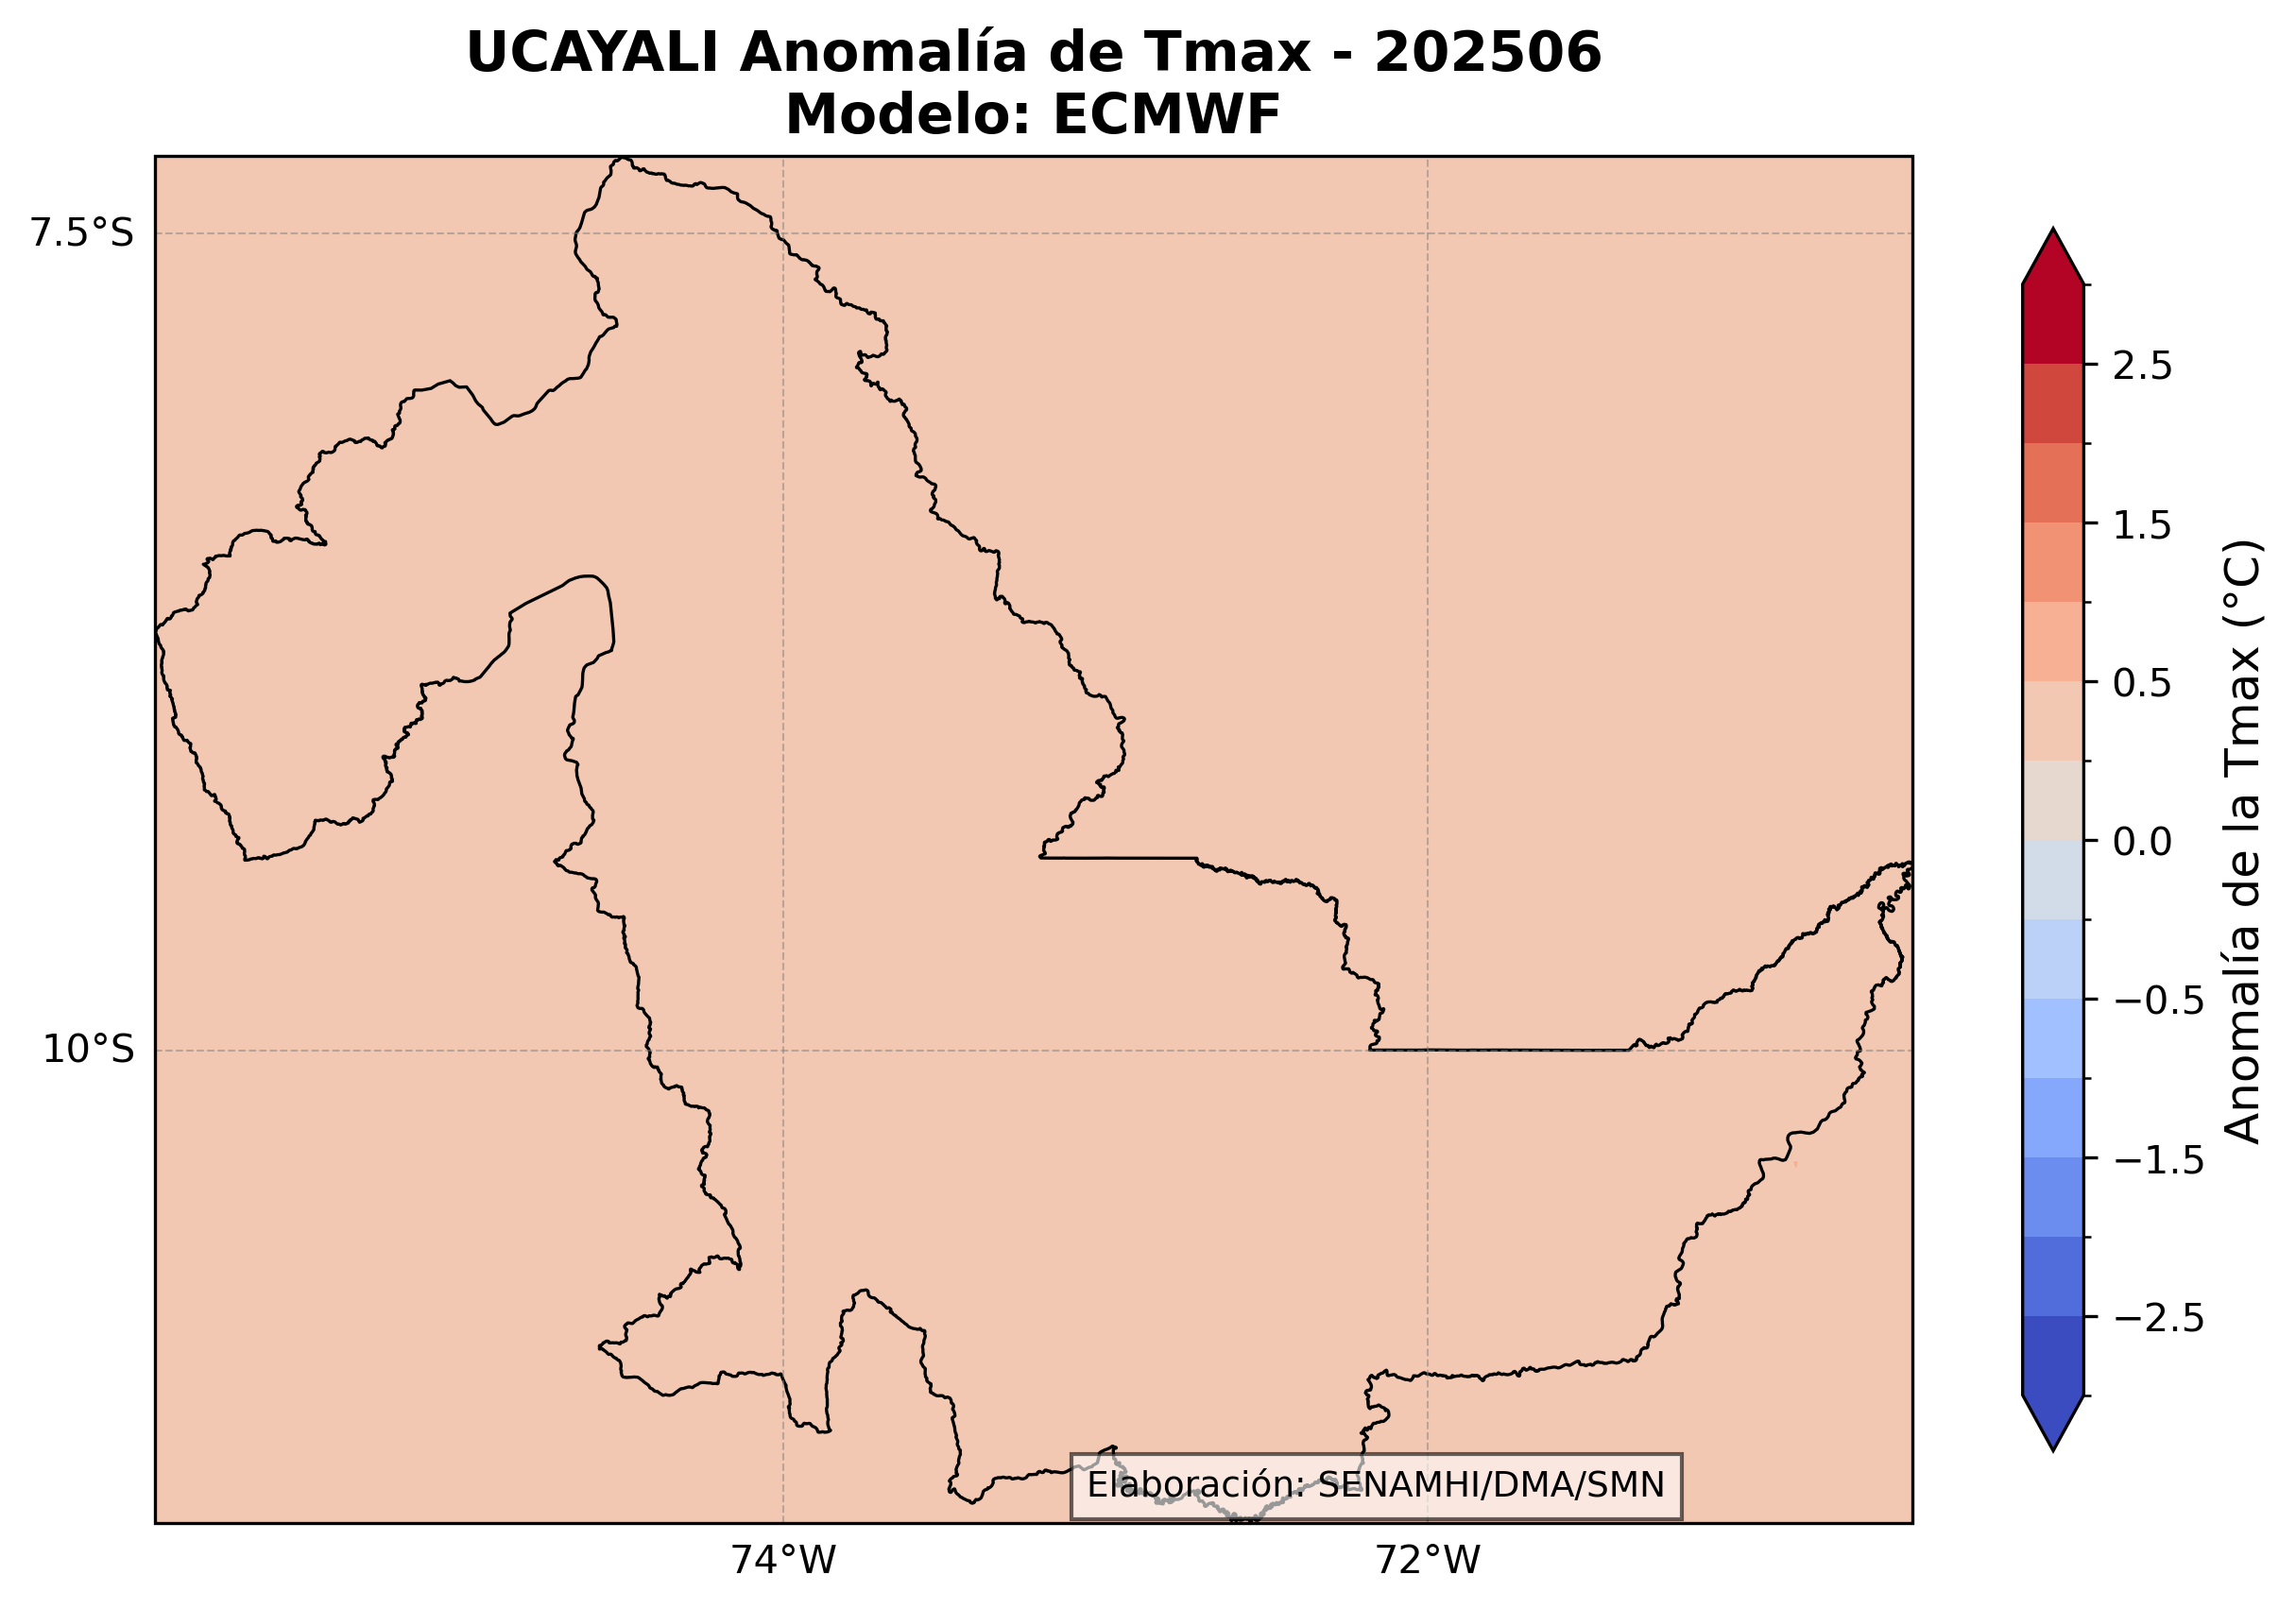 UCAYALI Anomalía de Tmax - 202506
Modelo: ECMWF
7.5°S
10°S
74°W
72°W
2.5
1.5
0.5
0.0
−0.5
−1.5
−2.5
Anomalía de la Tmax (°C)
Elaboración: SENAMHI/DMA/SMN